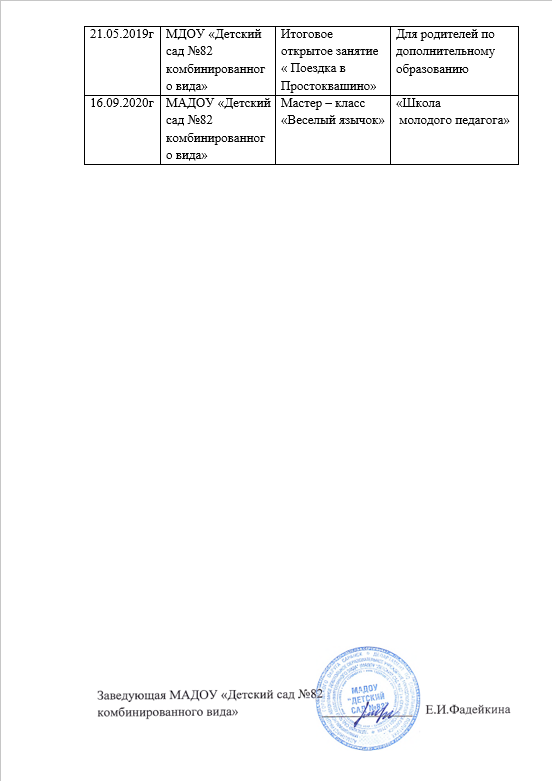 21.05.2019г
МДОУ «Детский
сад №82
комбинированног
о вида»
Итоговое
открытое занятие
« Поездка в
Простоквашино»
Для родителей по
дополнительному
образованию
16.09.2020г
МАДОУ «Детский
сад №82
комбинированног
о вида»
Мастер – класс
«Веселый язычок»
«Школа
молодого педагога»
МАДОУ
"ДЕТСКИЙ
САД №82"
Заведующая МАДОУ «Детский сад №82
комбинированного вида»
Е.И.Фадейкина